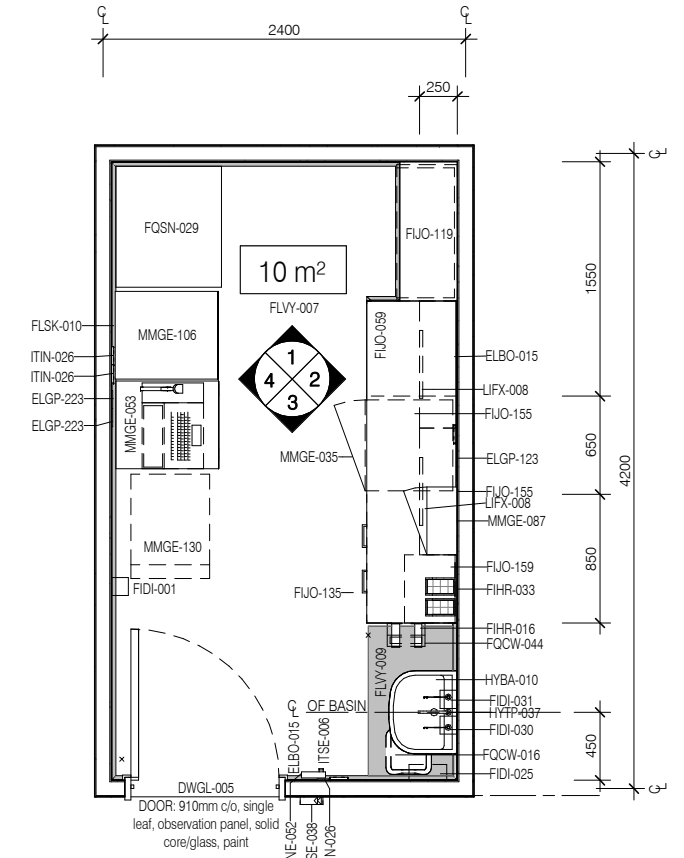 ℄ ℄
2400
250
℄
FQSN-029
FIJO-119
10 m²
FLVY-007
1550
FIJO-059
FLSK-010
MMGE-106
ITIN-026
ITIN-026
ELGP-223
ELGP-223
1
4 2
3
ELBO-015
LIFX-008
FIJO-155
MMGE-053
MMGE-035
ELGP-123
650
4200
FIJO-155
LIFX-008
MMGE-087
MMGE-130
850
FIDI-001
FIJO-135
FIJO-159
FIHR-033
FIHR-016
FQCW-044
FLVY-009
HYBA-010
FIDI-031
℄ OF BASIN
HYTP-037
FIDI-030
450
ELBO-015
ITSE-006
FQCW-016
FIDI-025
DWGL-005
℄
DOOR: 910mm c/o, single
leaf, observation panel, solid
core/glass, paint
NE-052
SE-038
N-026